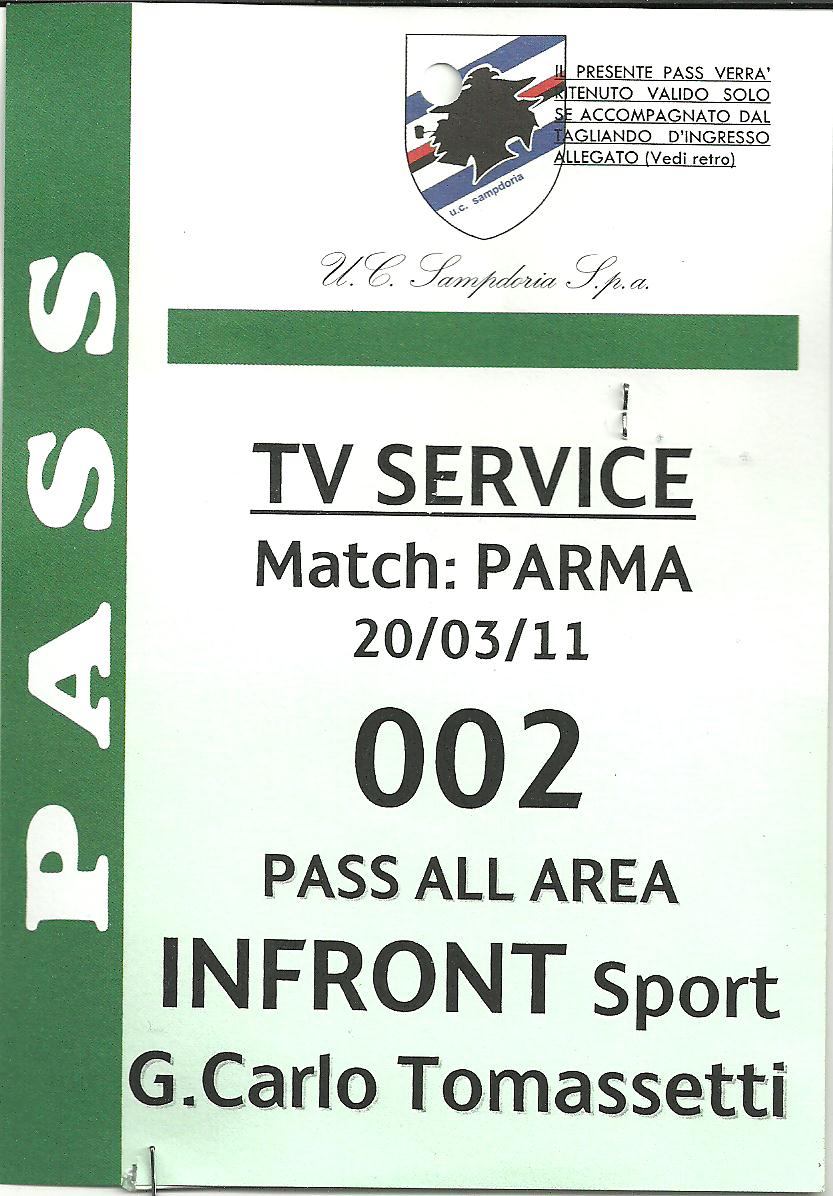 IL PRESENTE PASS VERRA'
RITENUTO VALIDO SOLO
SE ACCOMPAGNATO DAL
TAGLIANDO D'INGRESSO
ALLEGATO (Vedi retro)
u.c. sampdoria
U.C. Sampdoria S.p.a.
PASS
TV SERVICE
Match: PARMA
20/03/11
002
PASS ALL AREA
INFRONT Sport
G.Carlo Tomassetti